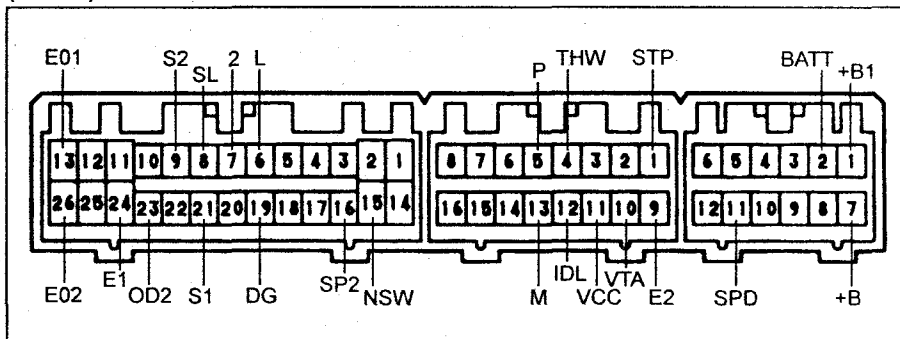 E01 S2 SL 2 L P THW STP BATT +B1
13 12 11 10 9 8 7 6 5 4 3 2 1 8 7 6 5 4 3 2 1 6 5 4 3 2 1
26 25 24 23 22 21 20 19 18 17 16 15 14 16 15 14 13 12 11 10 9 12 11 10 9 8 7
E02 E1 OD2 S1 DG SP2 NSW M IDL VCC VTA E2 SPD +B